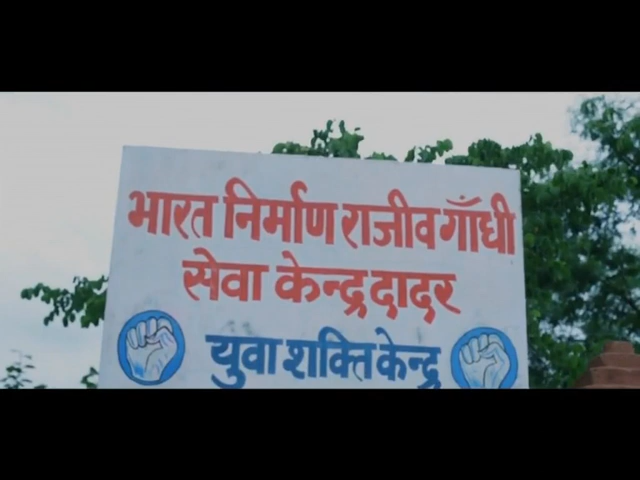 भारत निर्माण राजीव गाँधी
सेवा केन्द्र दादर
युवा शक्ति केन्द्र